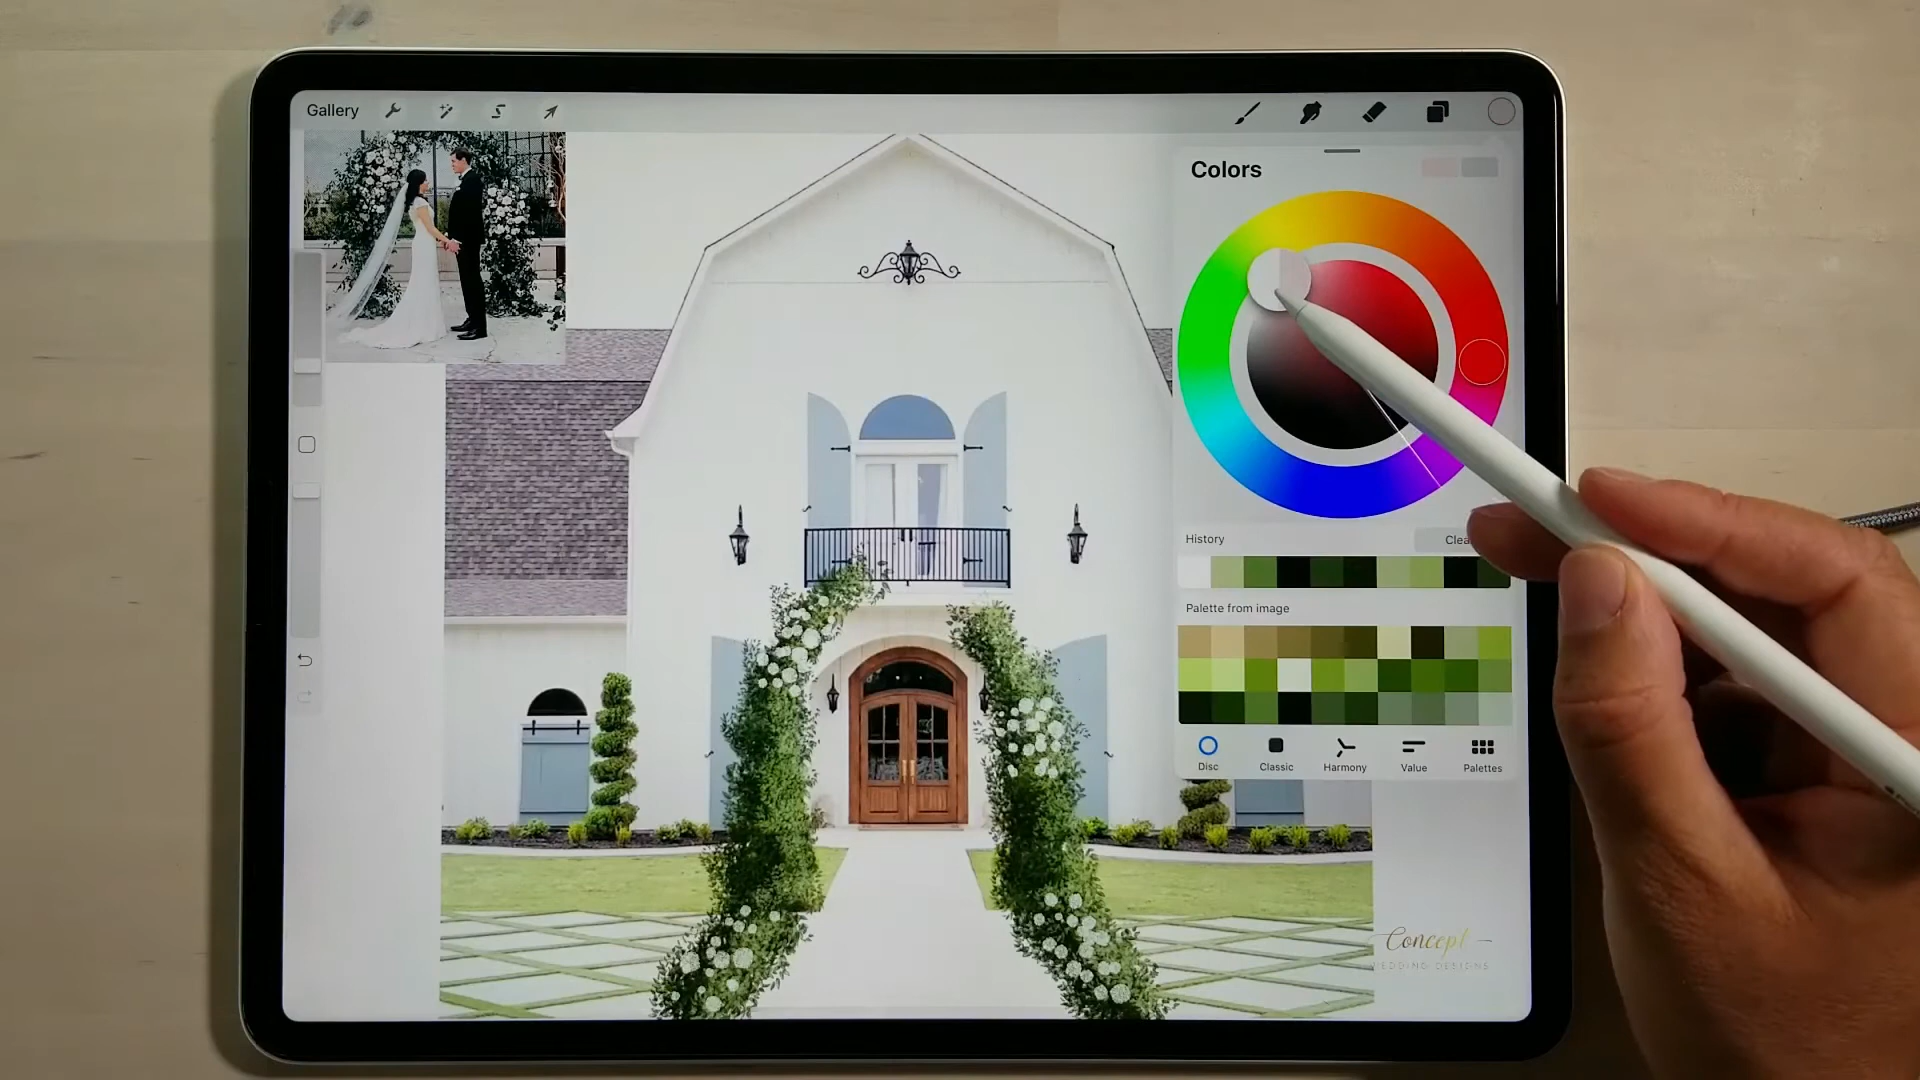 Gallery
Colors
History
Clea
Palette from image
Disc
Classic
Harmony
Value
Palettes
Concept
WEDDING DESIGNS